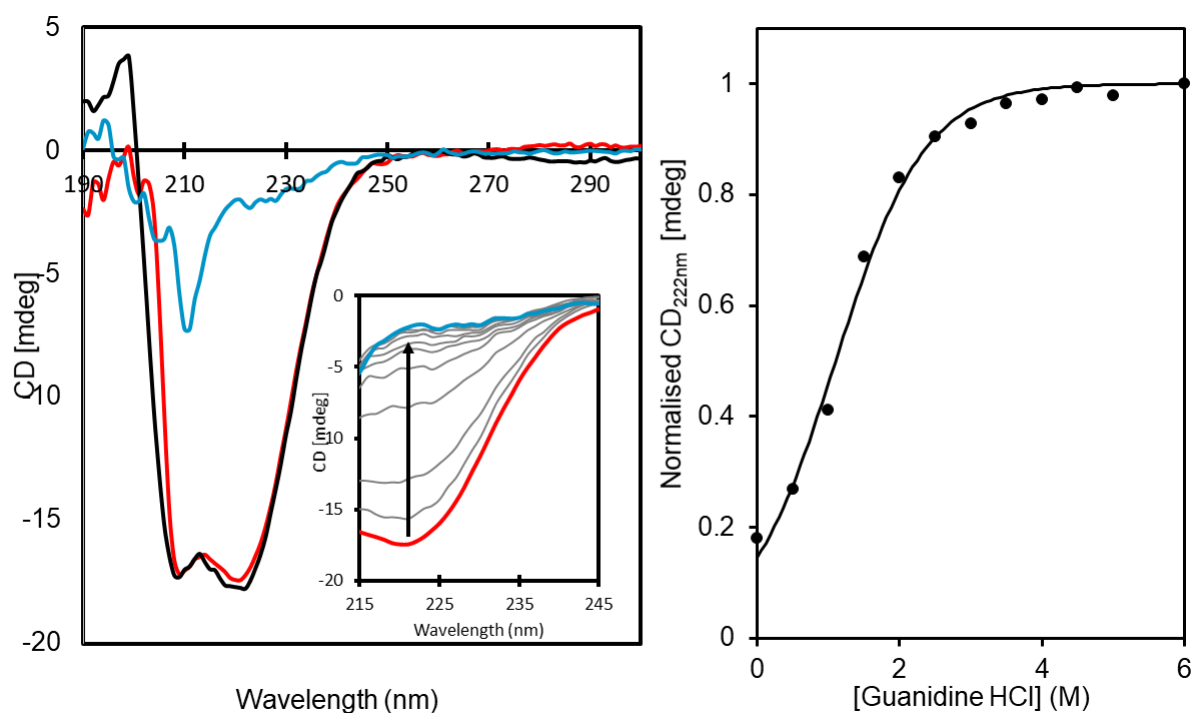 5
0
-5
-10
-15
-20
190 210 230 250 270 290
CD [mdeg]
Wavelength (nm)
0
-5
-10
-15
-20
215 225 235 245
CD [mdeg]
Wavelength (nm)
1
0.8
0.6
0.4
0.2
0
0 2 4 6
Normalised CD222nm [mdeg]
[Guanidine HCl] (M)